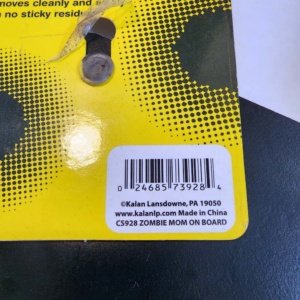 moves cleanly and
no sticky resid
0 24685 73928 4
©Kalan Lansdowne, PA 19050
www.kalanlp.com Made in China
CS928 ZOMBIE MOM ON BOARD